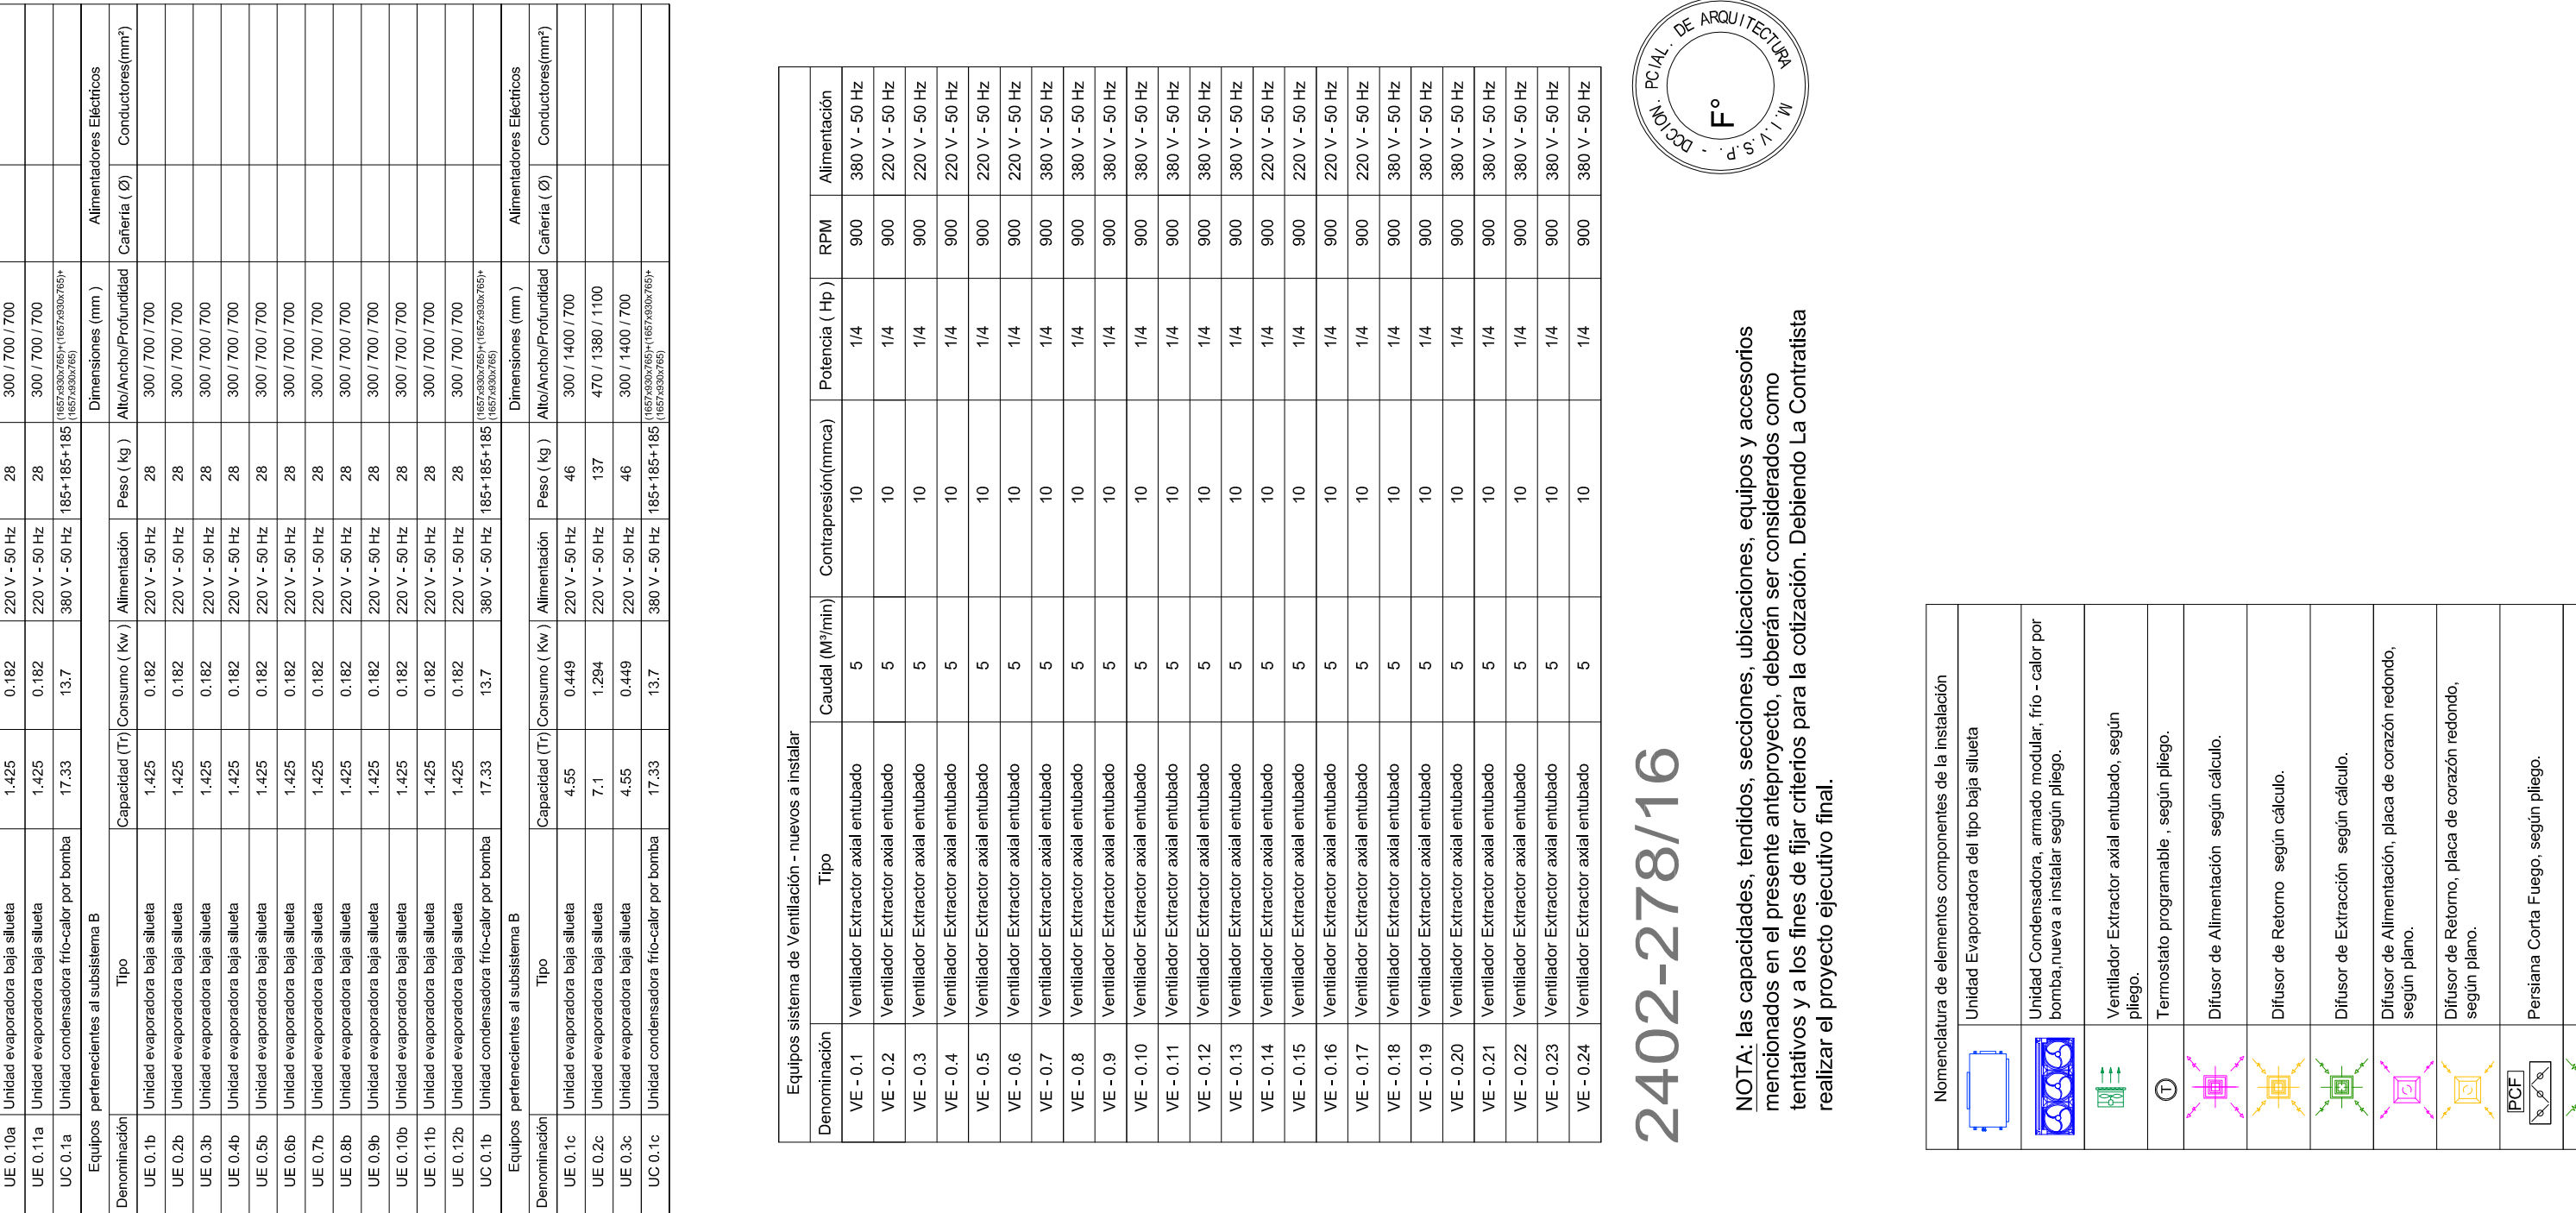 UE 0.10a Unidad evaporadora baja silueta 1.425 0.182 220 V - 50 Hz 28 300 / 700 / 700
UE 0.11a Unidad evaporadora baja silueta 1.425 0.182 220 V - 50 Hz 28 300 / 700 / 700
UC 0.1a Unidad condensadora frío-calor por bomba 17.33 13.7 380 V - 50 Hz 185+185+185 (1657x930x765)+(1657x930x765)+
(1657x930x765)
Equipos pertenecientes al subsistema B Dimensiones (mm ) Alimentadores Eléctricos
Denominación Tipo Capacidad (Tr) Consumo ( Kw ) Alimentación Peso ( kg ) Alto/Ancho/Profundidad Cañería ( Ø) Conductores(mm²)
UE 0.1b Unidad evaporadora baja silueta 1.425 0.182 220 V - 50 Hz 28 300 / 700 / 700
UE 0.2b Unidad evaporadora baja silueta 1.425 0.182 220 V - 50 Hz 28 300 / 700 / 700
UE 0.3b Unidad evaporadora baja silueta 1.425 0.182 220 V - 50 Hz 28 300 / 700 / 700
UE 0.4b Unidad evaporadora baja silueta 1.425 0.182 220 V - 50 Hz 28 300 / 700 / 700
UE 0.5b Unidad evaporadora baja silueta 1.425 0.182 220 V - 50 Hz 28 300 / 700 / 700
UE 0.6b Unidad evaporadora baja silueta 1.425 0.182 220 V - 50 Hz 28 300 / 700 / 700
UE 0.7b Unidad evaporadora baja silueta 1.425 0.182 220 V - 50 Hz 28 300 / 700 / 700
UE 0.8b Unidad evaporadora baja silueta 1.425 0.182 220 V - 50 Hz 28 300 / 700 / 700
UE 0.9b Unidad evaporadora baja silueta 1.425 0.182 220 V - 50 Hz 28 300 / 700 / 700
UE 0.10b Unidad evaporadora baja silueta 1.425 0.182 220 V - 50 Hz 28 300 / 700 / 700
UE 0.11b Unidad evaporadora baja silueta 1.425 0.182 220 V - 50 Hz 28 300 / 700 / 700
UE 0.12b Unidad evaporadora baja silueta 1.425 0.182 220 V - 50 Hz 28 300 / 700 / 700
UC 0.1b Unidad condensadora frío-calor por bomba 17.33 13.7 380 V - 50 Hz 185+185+185 (1657x930x765)+(1657x930x765)+
(1657x930x765)
Equipos pertenecientes al subsistema B Dimensiones (mm ) Alimentadores Eléctricos
Denominación Tipo Capacidad (Tr) Consumo ( Kw ) Alimentación Peso ( kg ) Alto/Ancho/Profundidad Cañería ( Ø) Conductores(mm²)
UE 0.1c Unidad evaporadora baja silueta 4.55 0.449 220 V - 50 Hz 46 300 / 1400 / 700
UE 0.2c Unidad evaporadora baja silueta 7.1 1.294 220 V - 50 Hz 137 470 / 1380 / 1100
UE 0.3c Unidad evaporadora baja silueta 4.55 0.449 220 V - 50 Hz 46 300 / 1400 / 700
UC 0.1c Unidad condensadora frío-calor por bomba 17.33 13.7 380 V - 50 Hz 185+185+185 (1657x930x765)+(1657x930x765)+
(1657x930x765)
Equipos sistema de Ventilación - nuevos a instalar
Denominación Tipo Caudal (M³/min) Contrapresión(mmca) Potencia ( Hp ) RPM Alimentación
VE - 0.1 Ventilador Extractor axial entubado 5 10 1/4 900 380 V - 50 Hz
VE - 0.2 Ventilador Extractor axial entubado 5 10 1/4 900 220 V - 50 Hz
VE - 0.3 Ventilador Extractor axial entubado 5 10 1/4 900 220 V - 50 Hz
VE - 0.4 Ventilador Extractor axial entubado 5 10 1/4 900 220 V - 50 Hz
VE - 0.5 Ventilador Extractor axial entubado 5 10 1/4 900 220 V - 50 Hz
VE - 0.6 Ventilador Extractor axial entubado 5 10 1/4 900 220 V - 50 Hz
VE - 0.7 Ventilador Extractor axial entubado 5 10 1/4 900 380 V - 50 Hz
VE - 0.8 Ventilador Extractor axial entubado 5 10 1/4 900 380 V - 50 Hz
VE - 0.9 Ventilador Extractor axial entubado 5 10 1/4 900 380 V - 50 Hz
VE - 0.10 Ventilador Extractor axial entubado 5 10 1/4 900 380 V - 50 Hz
VE - 0.11 Ventilador Extractor axial entubado 5 10 1/4 900 380 V - 50 Hz
VE - 0.12 Ventilador Extractor axial entubado 5 10 1/4 900 380 V - 50 Hz
VE - 0.13 Ventilador Extractor axial entubado 5 10 1/4 900 380 V - 50 Hz
VE - 0.14 Ventilador Extractor axial entubado 5 10 1/4 900 220 V - 50 Hz
VE - 0.15 Ventilador Extractor axial entubado 5 10 1/4 900 220 V - 50 Hz
VE - 0.16 Ventilador Extractor axial entubado 5 10 1/4 900 220 V - 50 Hz
VE - 0.17 Ventilador Extractor axial entubado 5 10 1/4 900 220 V - 50 Hz
VE - 0.18 Ventilador Extractor axial entubado 5 10 1/4 900 380 V - 50 Hz
VE - 0.19 Ventilador Extractor axial entubado 5 10 1/4 900 380 V - 50 Hz
VE - 0.20 Ventilador Extractor axial entubado 5 10 1/4 900 380 V - 50 Hz
VE - 0.21 Ventilador Extractor axial entubado 5 10 1/4 900 380 V - 50 Hz
VE - 0.22 Ventilador Extractor axial entubado 5 10 1/4 900 380 V - 50 Hz
VE - 0.23 Ventilador Extractor axial entubado 5 10 1/4 900 380 V - 50 Hz
VE - 0.24 Ventilador Extractor axial entubado 5 10 1/4 900 380 V - 50 Hz
2402-278/16
DCCION. PCIAL. DE ARQUITECTURA M.I.V.S.P. -
F°
NOTA: las capacidades, tendidos, secciones, ubicaciones, equipos y accesorios
mencionados en el presente anteproyecto, deberán ser considerados como
tentativos y a los fines de fijar criterios para la cotización. Debiendo La Contratista
realizar el proyecto ejecutivo final.
Nomenclatura de elementos componentes de la instalación
Unidad Evaporadora del tipo baja silueta
Unidad Condensadora, armado modular, frío - calor por
bomba,nueva a instalar según pliego.
Ventilador Extractor axial entubado, según
pliego.
T Termostato programable , según pliego.
Difusor de Alimentación según cálculo.
Difusor de Retorno según cálculo.
Difusor de Extracción según cálculo.
Difusor de Alimentación, placa de corazón redondo,
según plano.
Difusor de Retorno, placa de corazón redondo,
según plano.
PCF Persiana Corta Fuego, según pliego.